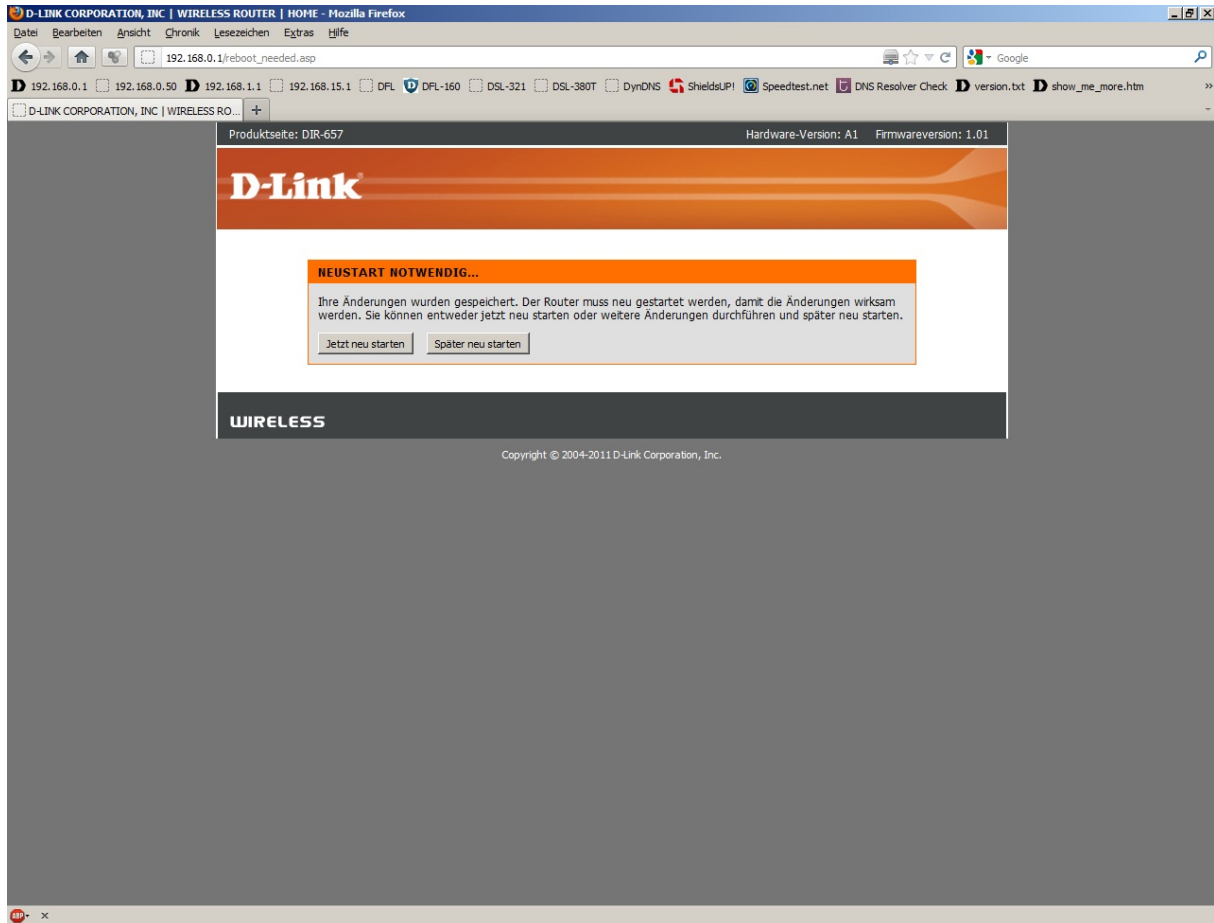 D-LINK CORPORATION, INC | WIRELESS ROUTER | HOME - Mozilla Firefox
Datei Bearbeiten Ansicht Chronik Lesezeichen Extras Hilfe
192.168.0.1/reboot_needed.asp Google
192.168.0.1 192.168.0.50 192.168.1.1 192.168.15.1 DFL DFL-160 DSL-321 DSL-380T DynDNS ShieldsUP! Speedtest.net DNS Resolver Check version.txt show_me_more.htm »
D-LINK CORPORATION, INC | WIRELESS RO... +
Produktseite: DIR-657 Hardware-Version: A1 Firmwareversion: 1.01
D-Link
NEUSTART NOTWENDIG...
Ihre Änderungen wurden gespeichert. Der Router muss neu gestartet werden, damit die Änderungen wirksam
werden. Sie können entweder jetzt neu starten oder weitere Änderungen durchführen und später neu starten.
Jetzt neu starten Später neu starten
WIRELESS
Copyright © 2004-2011 D-Link Corporation, Inc.
ABP x